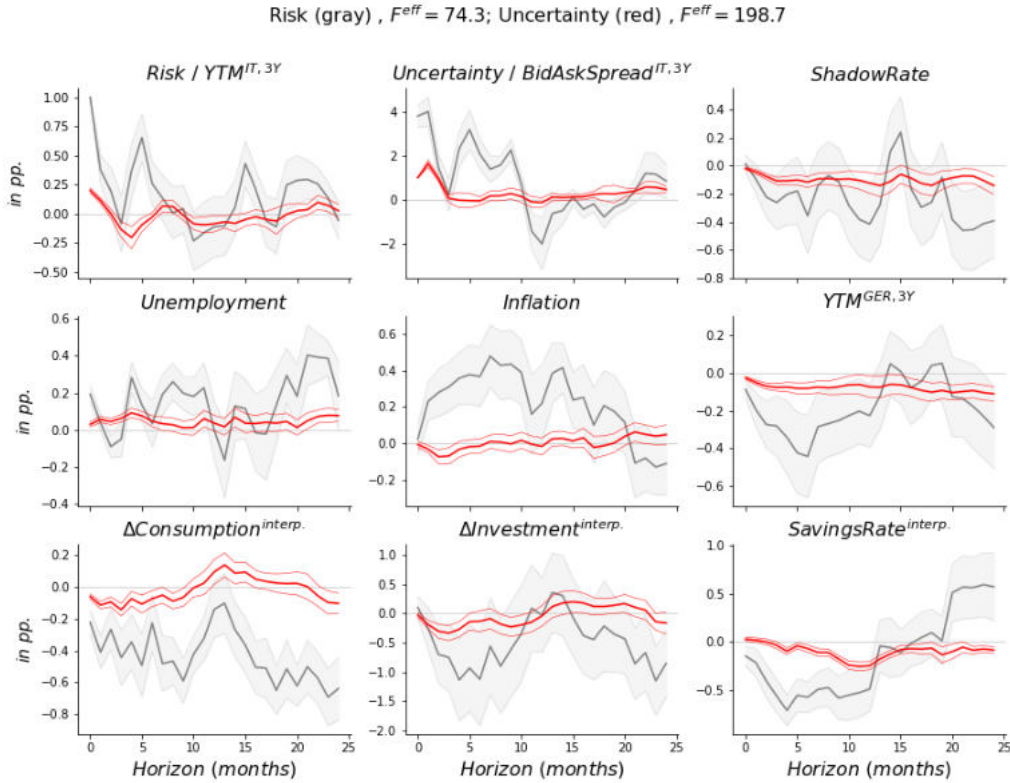 Risk (gray) , F^eff = 74.3; Uncertainty (red) , F^eff = 198.7
Risk / YTM^IT, 3Y
Uncertainty / BidAskSpread^IT, 3Y
ShadowRate
in pp.
1.00
0.75
0.50
0.25
0.00
−0.25
−0.50
4
2
0
−2
0.4
0.2
−0.0
−0.2
−0.4
−0.6
−0.8
Unemployment
Inflation
YTM^GER, 3Y
in pp.
0.6
0.4
0.2
0.0
−0.2
−0.4
0.6
0.4
0.2
0.0
−0.2
0.2
−0.0
−0.2
−0.4
−0.6
ΔConsumption^interp.
ΔInvestment^interp.
SavingsRate^interp.
in pp.
0.2
0.0
−0.2
−0.4
−0.6
−0.8
1.0
0.5
0.0
−0.5
−1.0
−1.5
−2.0
1.0
0.5
0.0
−0.5
0 5 10 15 20 25
0 5 10 15 20 25
0 5 10 15 20 25
Horizon (months)
Horizon (months)
Horizon (months)